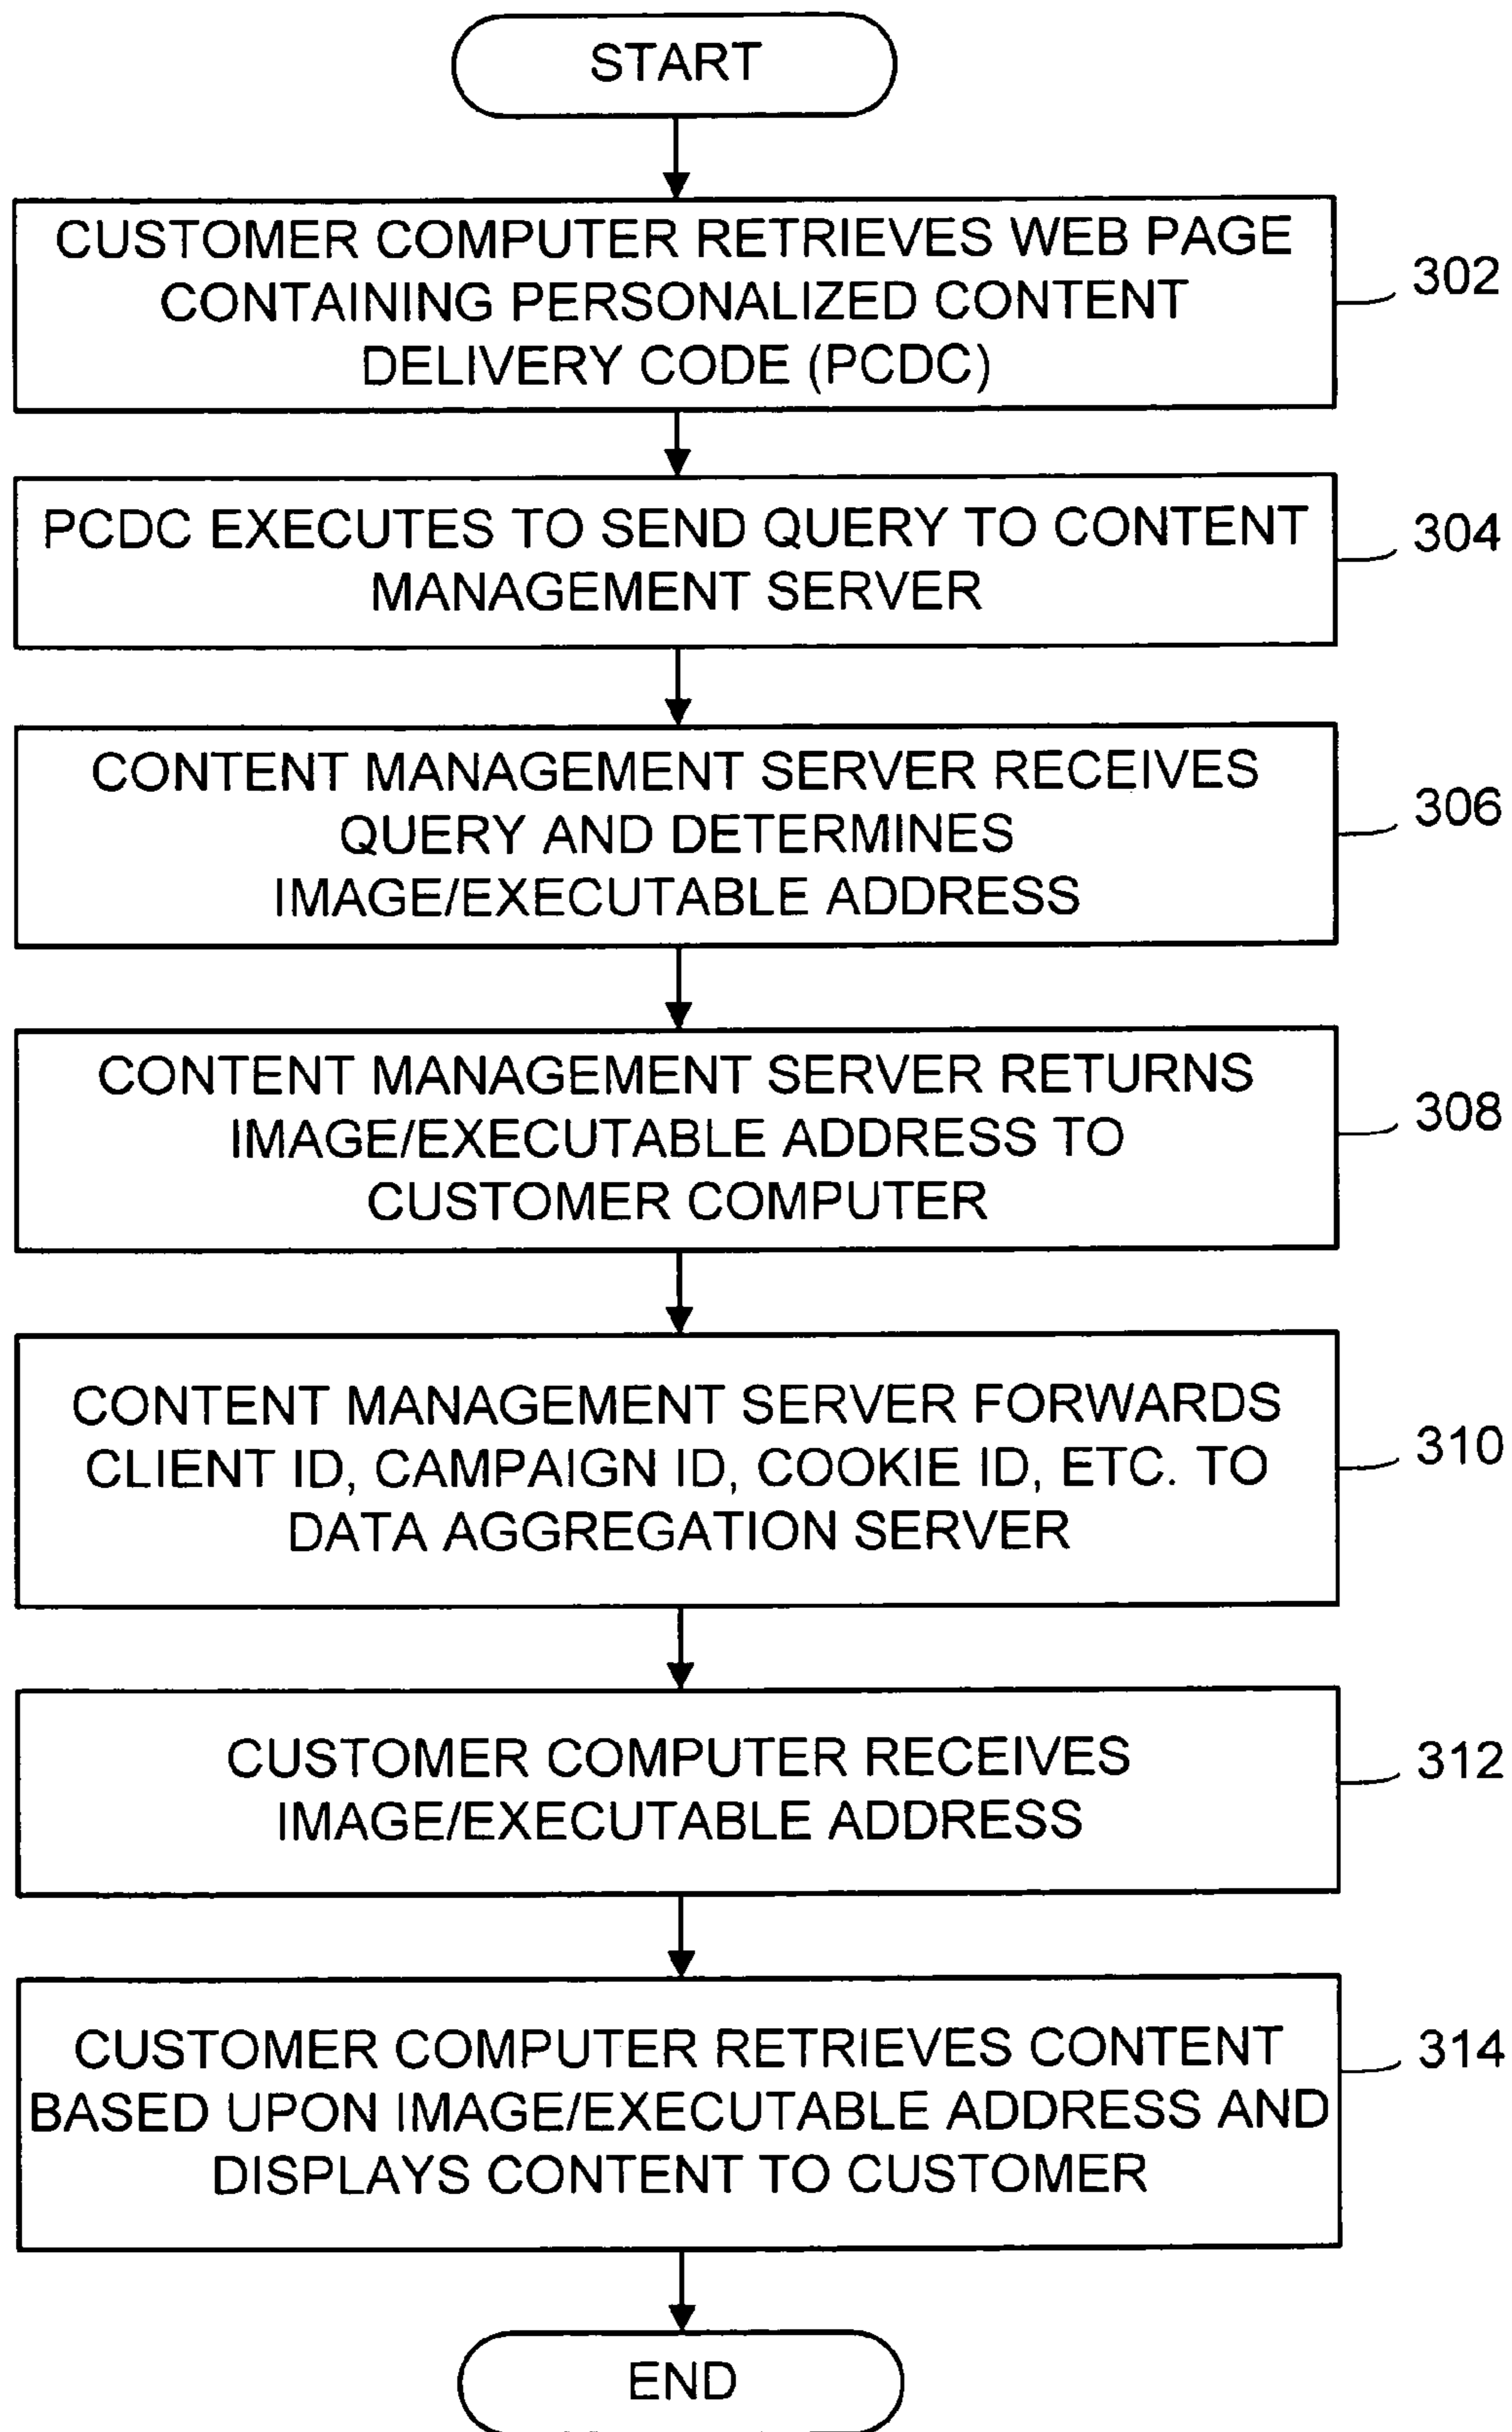 START
CUSTOMER COMPUTER RETRIEVES WEB PAGE
CONTAINING PERSONALIZED CONTENT
DELIVERY CODE (PCDC)
302
PCDC EXECUTES TO SEND QUERY TO CONTENT
MANAGEMENT SERVER
304
CONTENT MANAGEMENT SERVER RECEIVES
QUERY AND DETERMINES
IMAGE/EXECUTABLE ADDRESS
306
CONTENT MANAGEMENT SERVER RETURNS
IMAGE/EXECUTABLE ADDRESS TO
CUSTOMER COMPUTER
308
CONTENT MANAGEMENT SERVER FORWARDS
CLIENT ID, CAMPAIGN ID, COOKIE ID, ETC. TO
DATA AGGREGATION SERVER
310
CUSTOMER COMPUTER RECEIVES
IMAGE/EXECUTABLE ADDRESS
312
CUSTOMER COMPUTER RETRIEVES CONTENT
BASED UPON IMAGE/EXECUTABLE ADDRESS AND
DISPLAYS CONTENT TO CUSTOMER
314
END